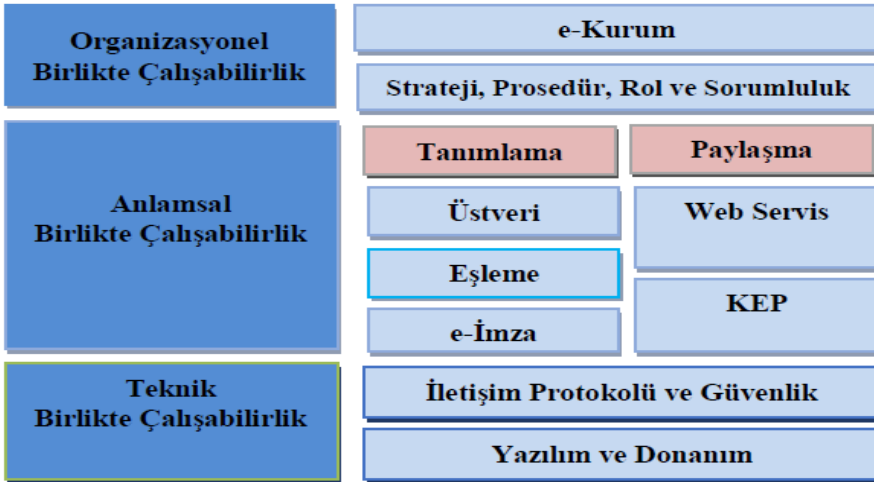 Organizasyonel
Birlikte Çalışabilirlik
e-Kurum
Strateji, Prosedür, Rol ve Sorumluluk
Anlamsal
Birlikte Çalışabilirlik
Tanımlama
Paylaşma
Üstveri
Web Servis
Eşleme
KEP
e-İmza
Teknik
Birlikte Çalışabilirlik
İletişim Protokolü ve Güvenlik
Yazılım ve Donanım